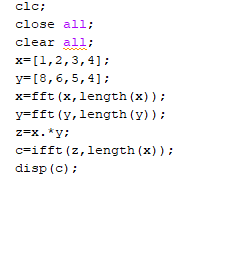 clc;
close all;
clear all;
x=[1,2,3,4];
y=[8,6,5,4];
x=fft(x,length(x));
y=fft(y,length(y));
z=x.*y;
c=ifft(z,length(x));
disp(c);